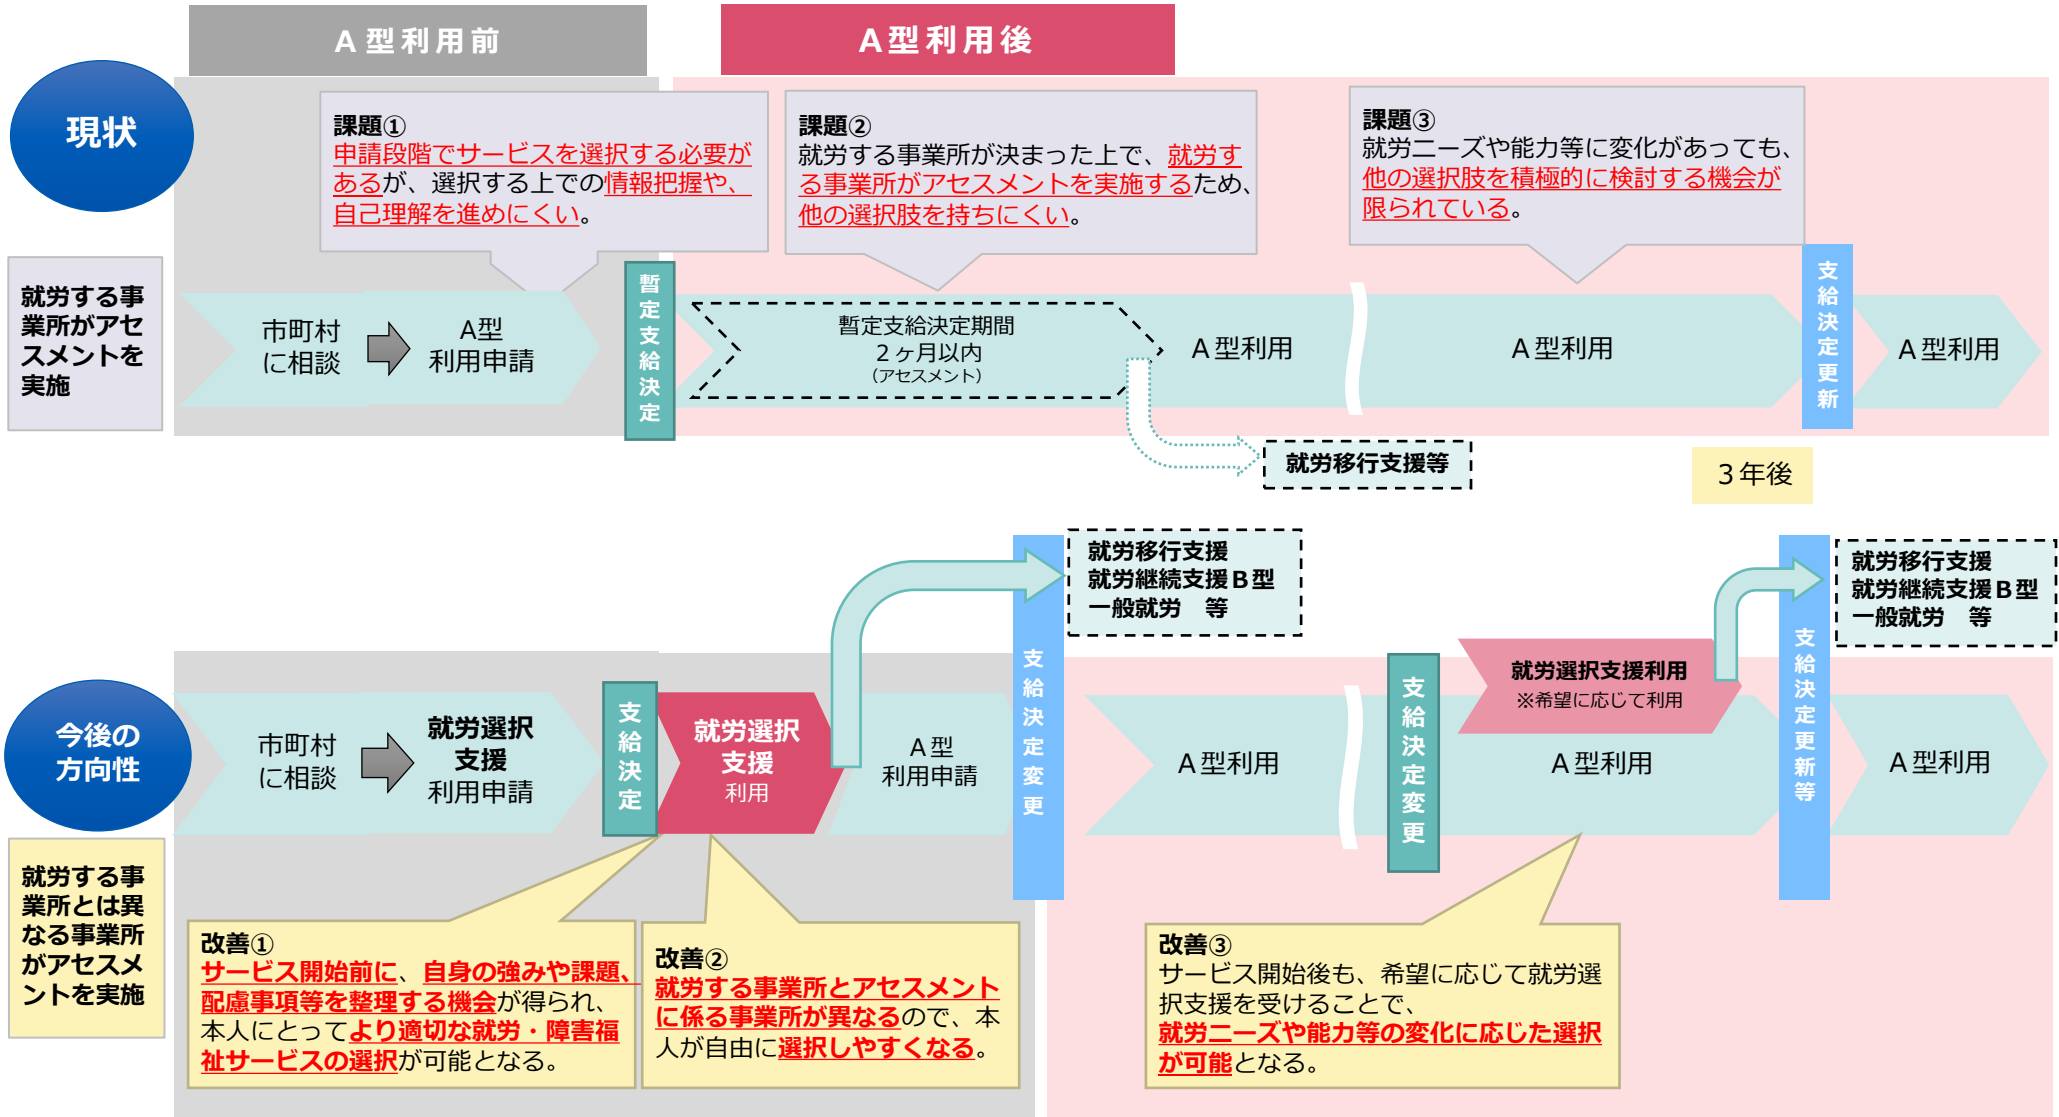 Ａ型利用前
Ａ型利用後
現状
課題①
申請段階でサービスを選択する必要が
あるが、選択する上での情報把握や、
自己理解を進めにくい。
課題②
就労する事業所が決まった上で、就労す
る事業所がアセスメントを実施するため、
他の選択肢を持ちにくい。
課題③
就労ニーズや能力等に変化があっても、
他の選択肢を積極的に検討する機会が
限られている。
就労する事
業所がアセ
スメントを
実施
市町村
に相談
A型
利用申請
暫定支給決定
暫定支給決定期間
２ヶ月以内
（アセスメント）
Ａ型利用
Ａ型利用
支給決定更新
Ａ型利用
就労移行支援等
３年後
就労移行支援
就労継続支援Ｂ型
一般就労　等
就労移行支援
就労継続支援Ｂ型
一般就労　等
今後の
方向性
市町村
に相談
就労選択
支援
利用申請
支給決定
就労選択
支援
利用
Ａ型
利用申請
支給決定変更
Ａ型利用
支給決定変更
就労選択支援利用
※希望に応じて利用
Ａ型利用
支給決定更新等
Ａ型利用
就労する事
業所とは異
なる事業所
がアセスメ
ントを実施
改善①
サービス開始前に、自身の強みや課題、
配慮事項等を整理する機会が得られ、
本人にとってより適切な就労・障害福
祉サービスの選択が可能となる。
改善②
就労する事業所とアセスメント
に係る事業所が異なるので、本
人が自由に選択しやすくなる。
改善③
サービス開始後も、希望に応じて就労選
択支援を受けることで、
就労ニーズや能力等の変化に応じた選択
が可能となる。